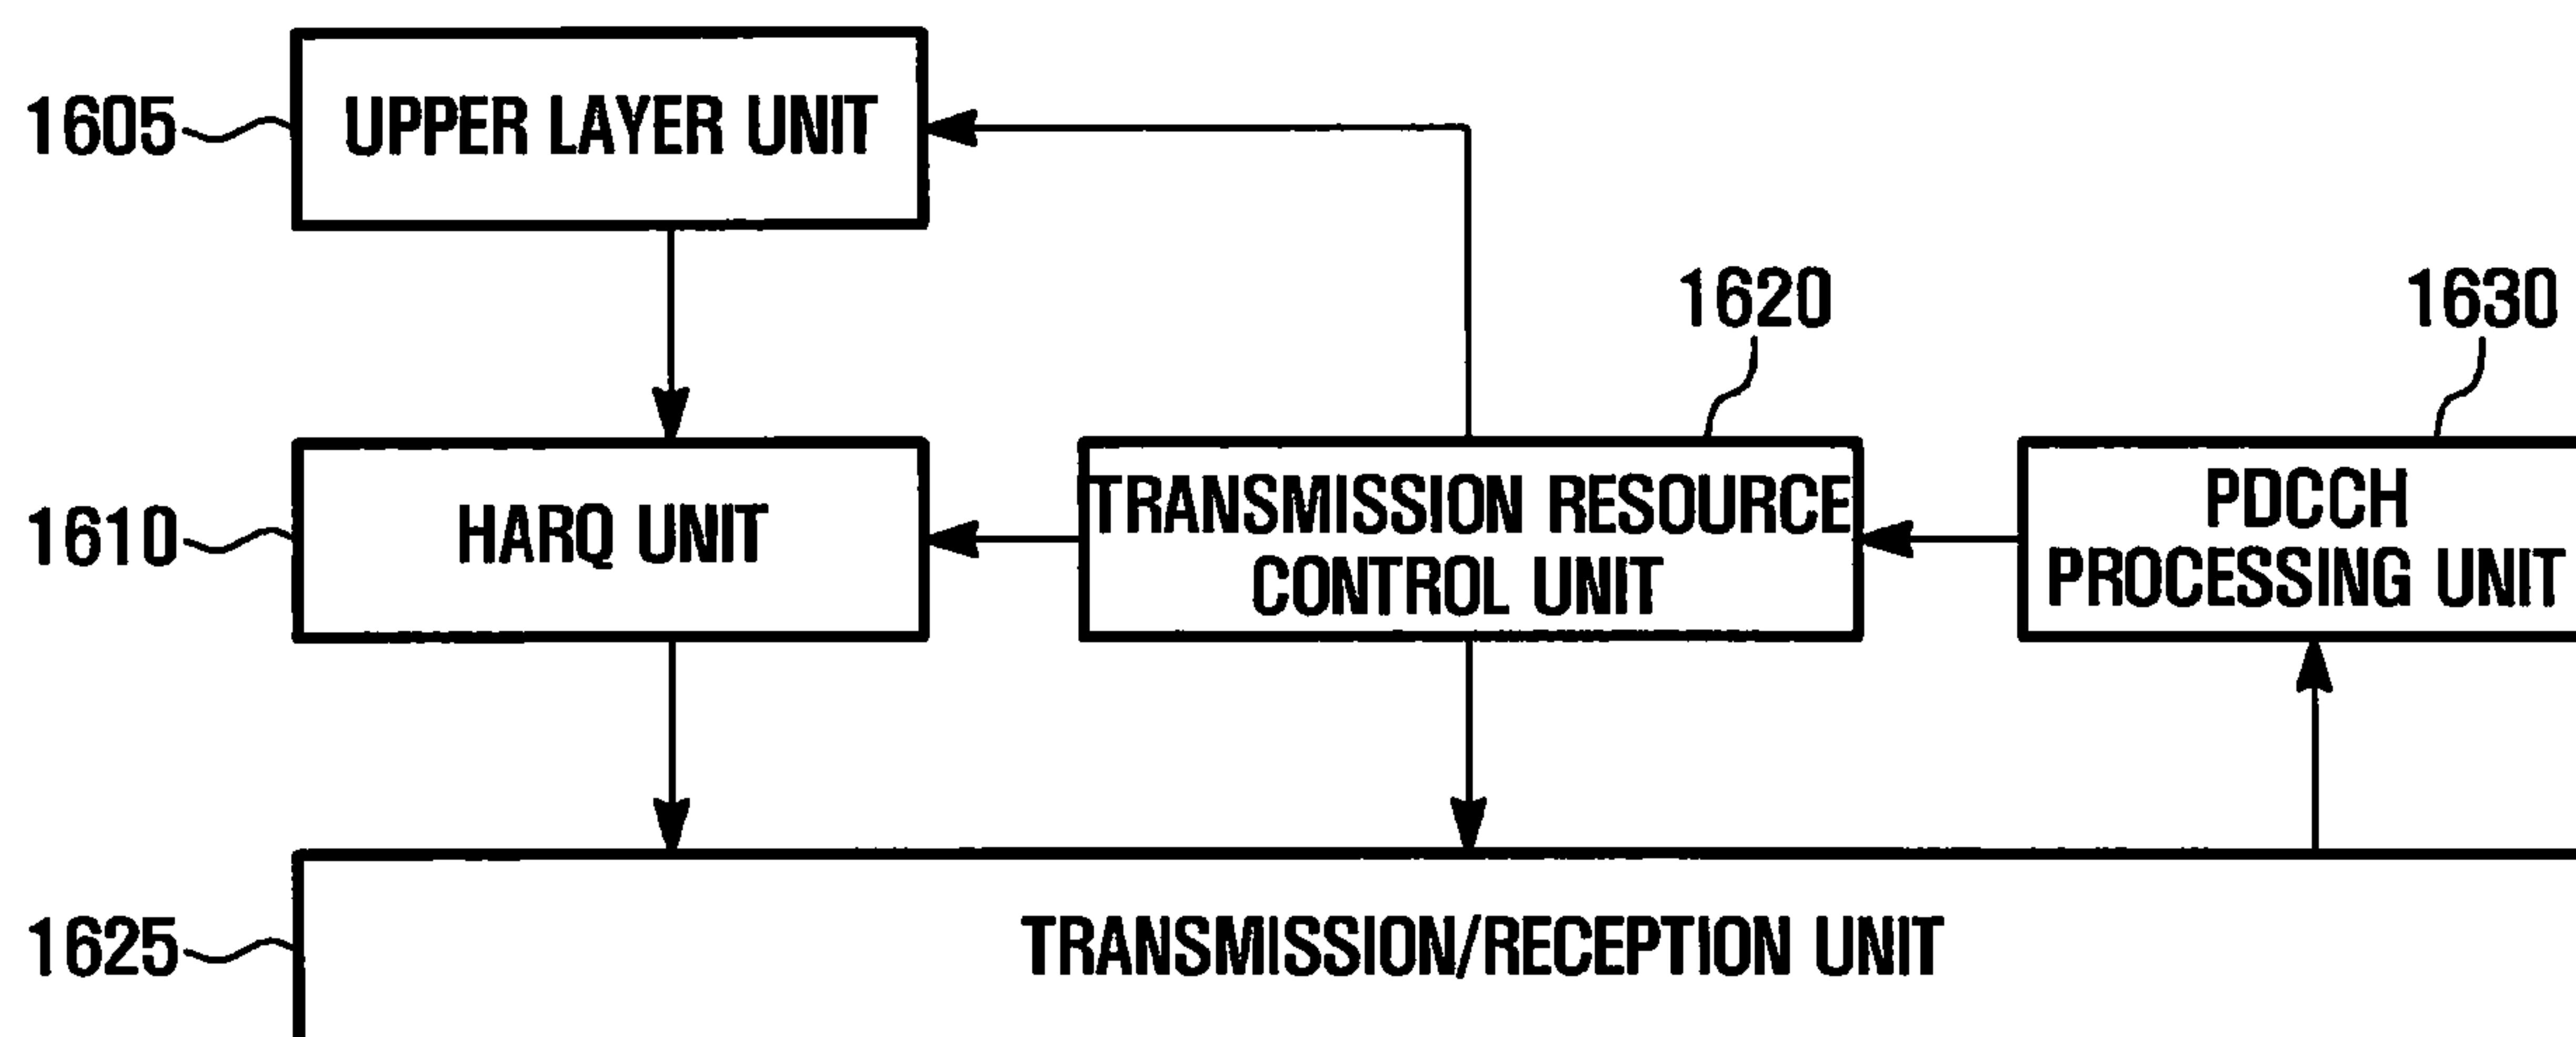 1605
UPPER LAYER UNIT
1620
1630
1610
HARQ UNIT
TRANSMISSION RESOURCE
CONTROL UNIT
PDCCH
PROCESSING UNIT
1625
TRANSMISSION/RECEPTION UNIT